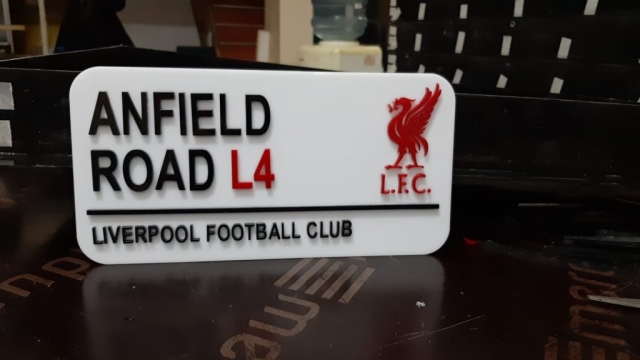 ANFIELD
ROAD L4
L.F.C.
LIVERPOOL FOOTBALL CLUB